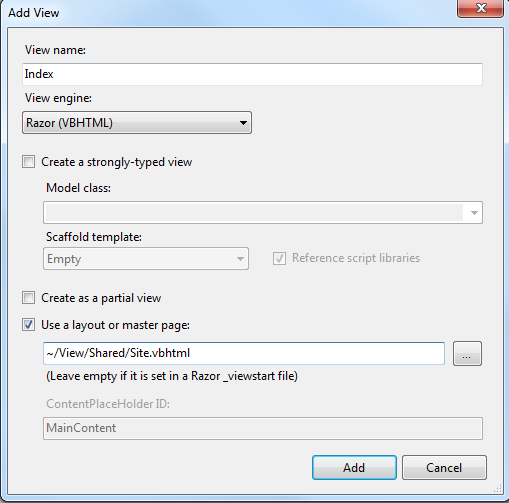 Add View
View name:
Index
View engine:
Razor (VBHTML)
Create a strongly-typed view
Model class:
Scaffold template:
Empty
Reference script libraries
Create as a partial view
Use a layout or master page:
~/View/Shared/Site.vbhtml
...
(Leave empty if it is set in a Razor _viewstart file)
ContentPlaceHolder ID:
MainContent
Add
Cancel